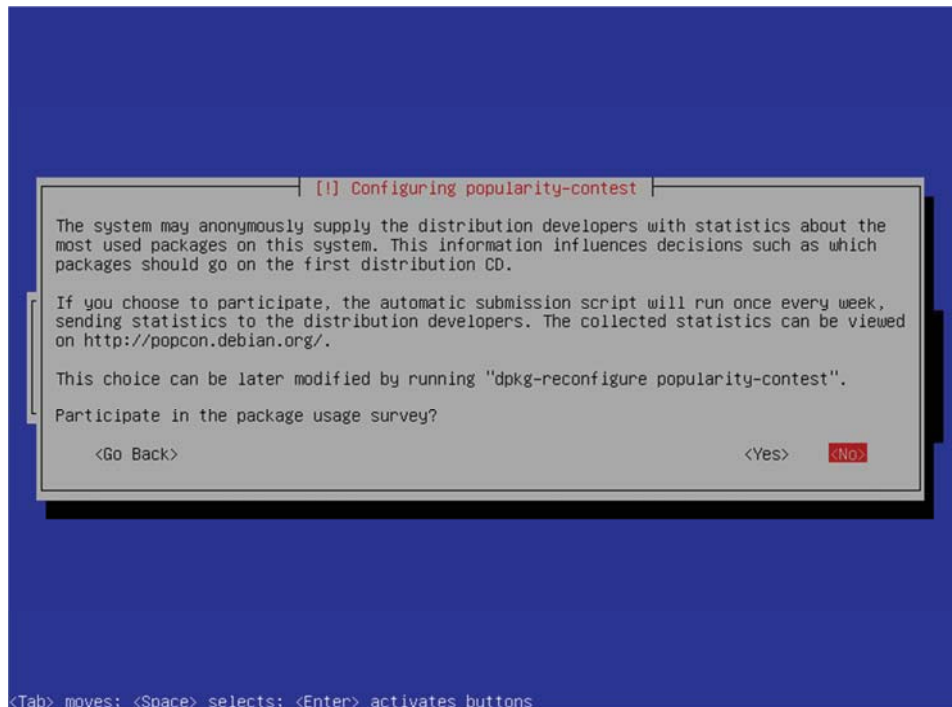 [!] Configuring popularity-contest
The system may anonymously supply the distribution developers with statistics about the
most used packages on this system. This information influences decisions such as which
packages should go on the first distribution CD.
If you choose to participate, the automatic submission script will run once every week,
sending statistics to the distribution developers. The collected statistics can be viewed
on http://popcon.debian.org/.
This choice can be later modified by running "dpkg-reconfigure popularity-contest".
Participate in the package usage survey?
<Go Back> <Yes> <No>
<Tab> moves; <Space> selects; <Enter> activates buttons